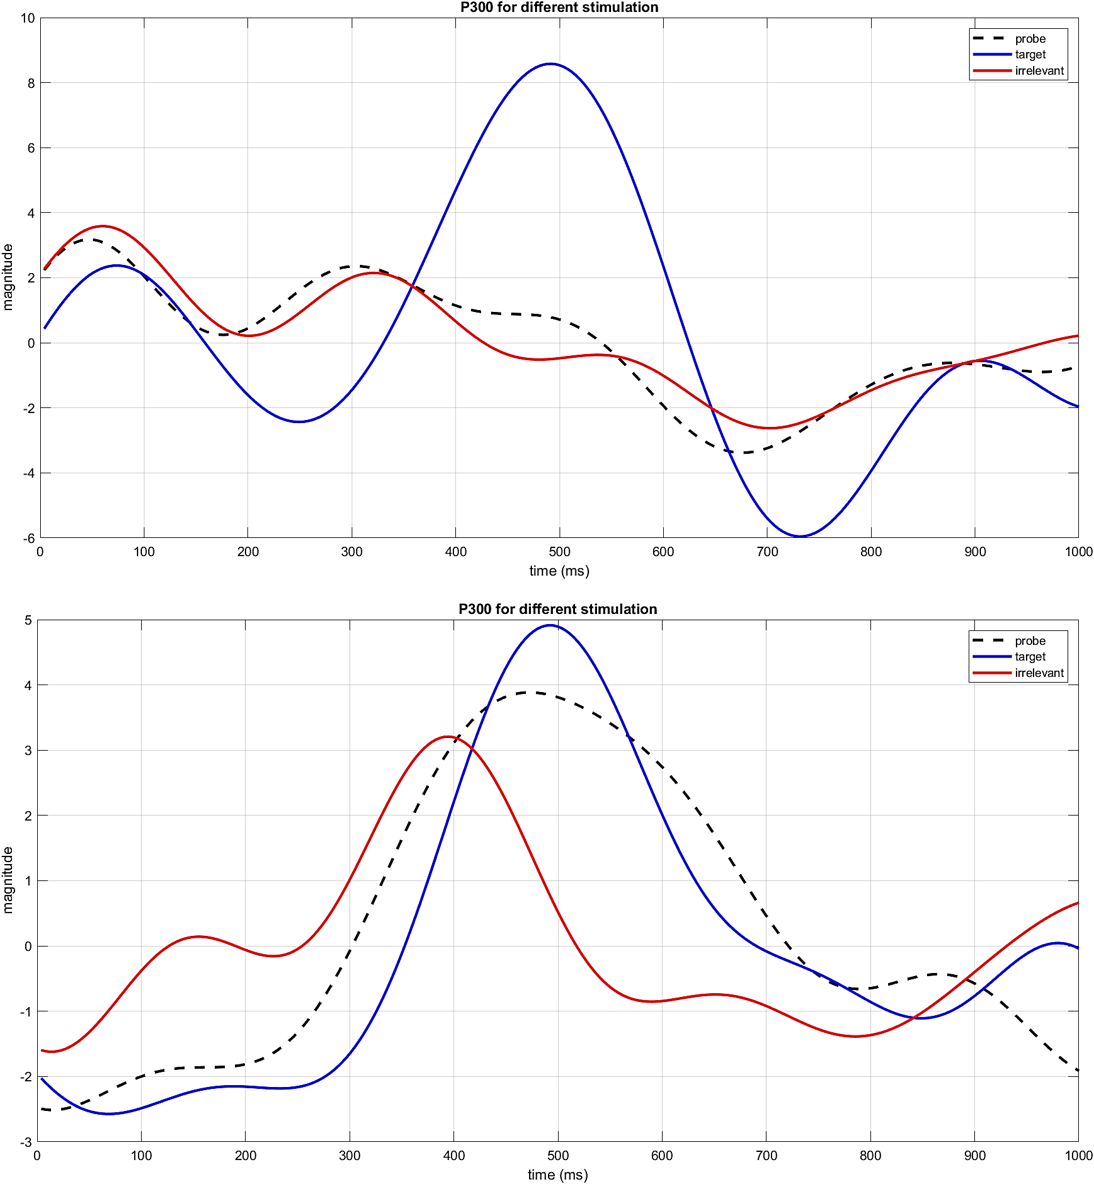 P300 for different stimulation
probe
target
irrelevant
10
8
6
4
2
0
-2
-4
-6
magnitude
0 100 200 300 400 500 600 700 800 900 1000
time (ms)
P300 for different stimulation
probe
target
irrelevant
5
4
3
2
1
0
-1
-2
-3
magnitude
0 100 200 300 400 500 600 700 800 900 1000
time (ms)